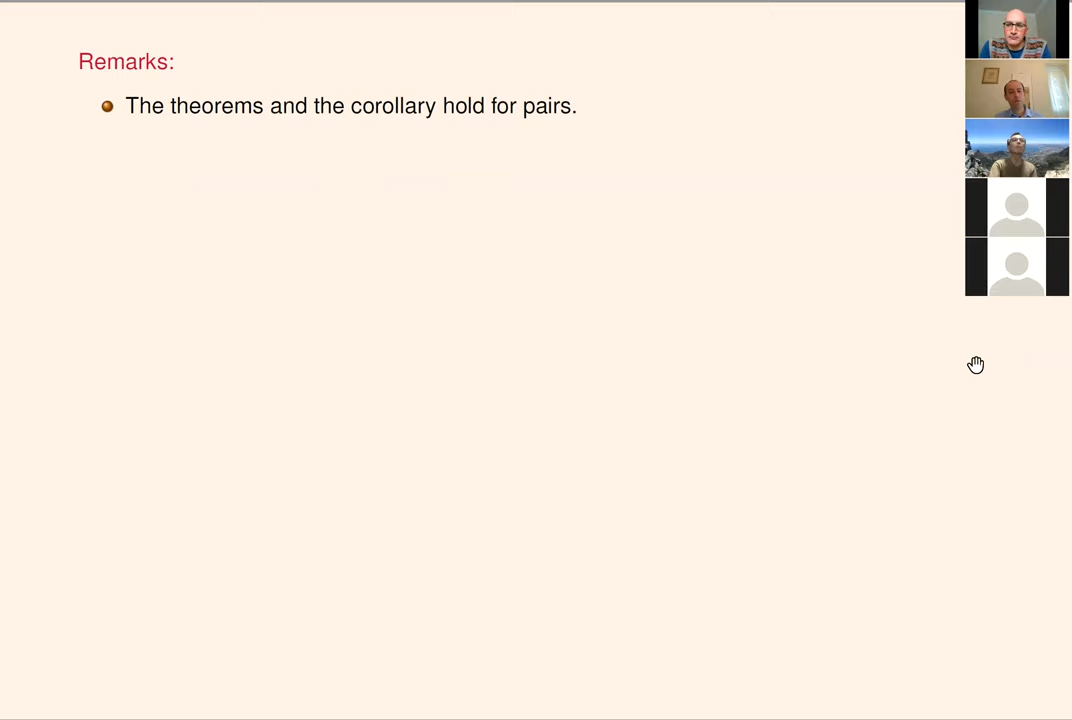 Remarks:
The theorems and the corollary hold for pairs.